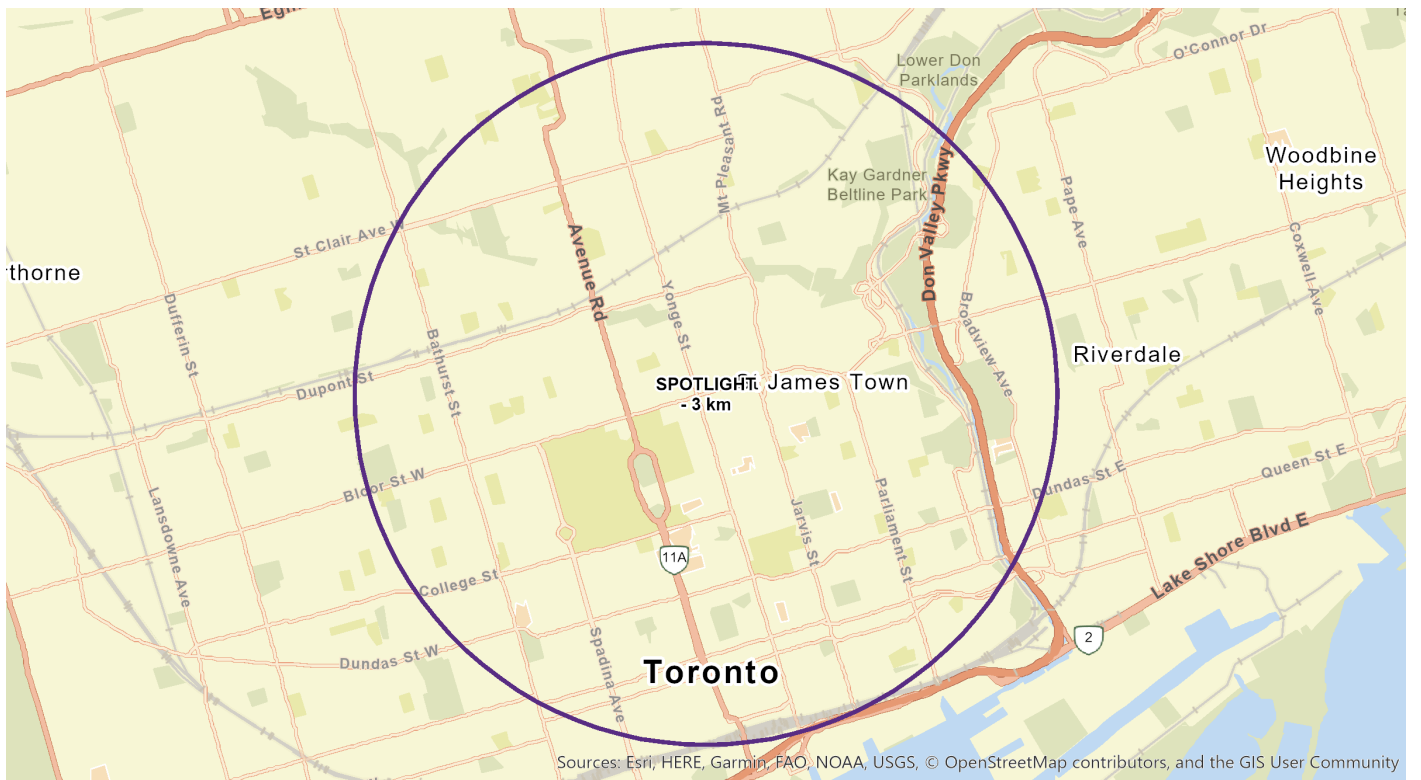 O'Connor Dr
Lower Don
Parklands
Mt Pleasant Rd
Woodbine
Heights
Kay Gardner
Beltline Park
Don Valley Pkwy
Pape Ave
St Clair Ave W
Avenue Rd
Coxwell Ave
Dufferin St
Yonge St
Broadview Ave
Bathurst St
Riverdale
Dupont St
SPOTLIGHT
- 3 km
James Town
Bloor St W
Lansdowne Ave
Jarvis St
Parliament St
Dundas St E
Queen St E
11A
Lake Shore Blvd E
College St
2
Dundas St W
Spadina Ave
Toronto
Sources: Esri, HERE, Garmin, FAO, NOAA, USGS, © OpenStreetMap contributors, and the GIS User Community